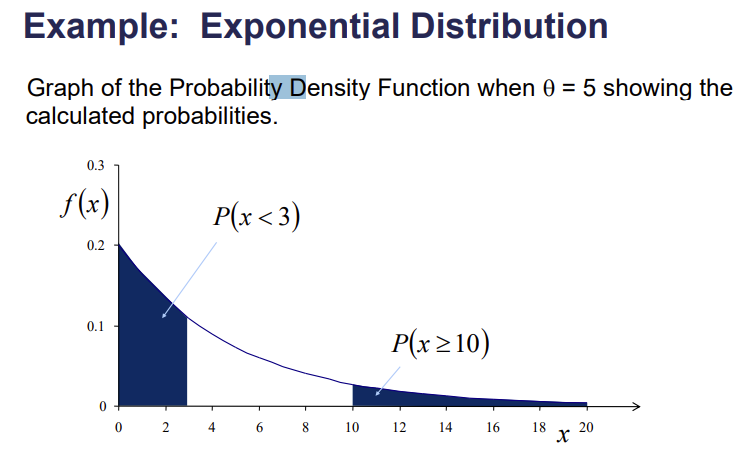 Example: Exponential Distribution
Graph of the Probability Density Function when θ = 5 showing the
calculated probabilities.
0.3
f(x)
P(x < 3)
0.2
0.1
P(x ≥ 10)
0
0 2 4 6 8 10 12 14 16 18 20
x